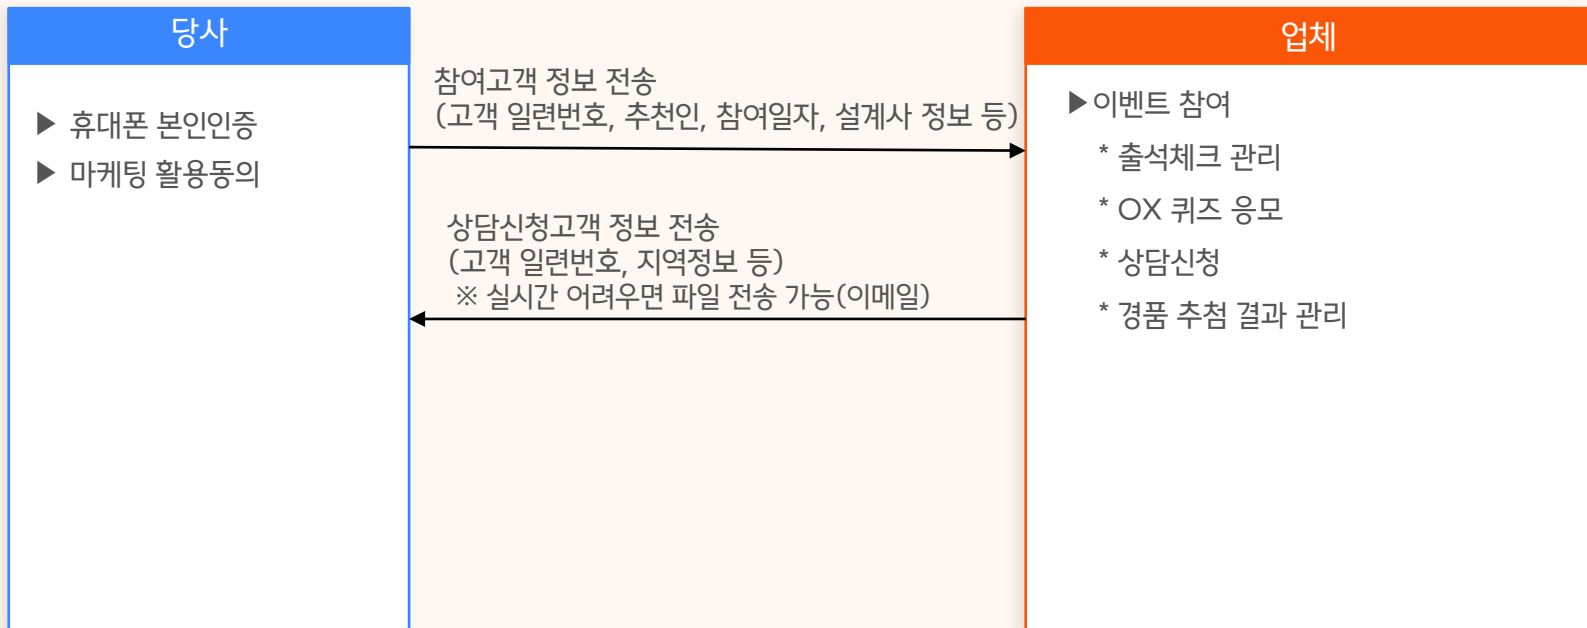 당사
▶ 휴대폰 본인인증
▶ 마케팅 활용동의
참여고객 정보 전송
(고객 일련번호, 추천인, 참여일자, 설계사 정보 등)
상담신청고객 정보 전송
(고객 일련번호, 지역정보 등)
※ 실시간 어려우면 파일 전송 가능(이메일)
업체
▶이벤트 참여
* 출석체크 관리
* OX 퀴즈 응모
* 상담신청
* 경품 추첨 결과 관리